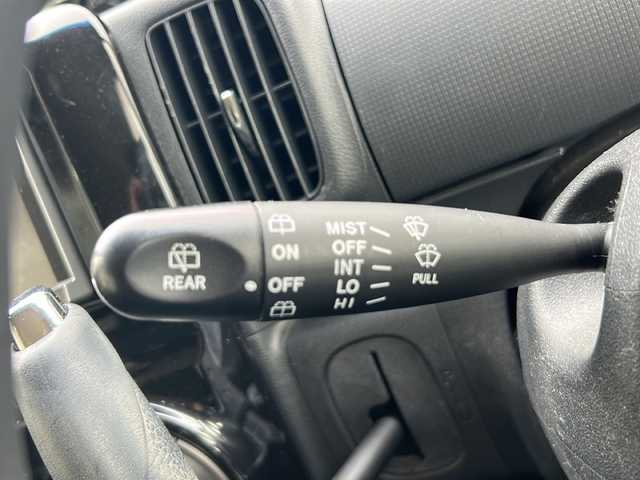 REAR
ON
OFF
MIST
OFF
INT
LO
HI
PULL